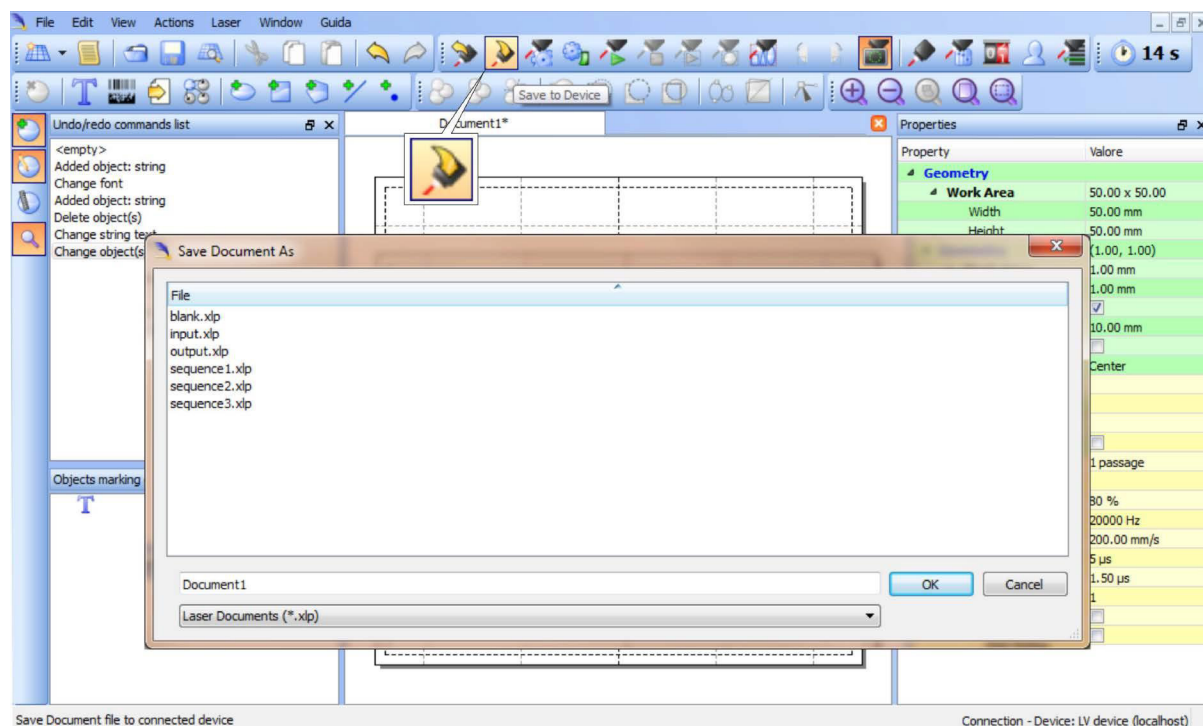 File Edit View Actions Laser Window Guida
14 s
T
Save to Device
Undo/redo commands list
Document1*
Properties
<empty>
Added object: string
Change font
Added object: string
Delete object(s)
Change string text
Change object(s
Property Valore
Geometry
Work Area 50.00 x 50.00
Width 50.00 mm
Height 50.00 mm
(1.00, 1.00)
1.00 mm
1.00 mm
10.00 mm
Center
1 passage
80 %
20000 Hz
200.00 mm/s
5 µs
1.50 µs
1
Save Document As
File
blank.xlp
input.xlp
output.xlp
sequence1.xlp
sequence2.xlp
sequence3.xlp
Objects marking
T
Document1
OK Cancel
Laser Documents (*.xlp)
Save Document file to connected device
Connection - Device: LV device (localhost)